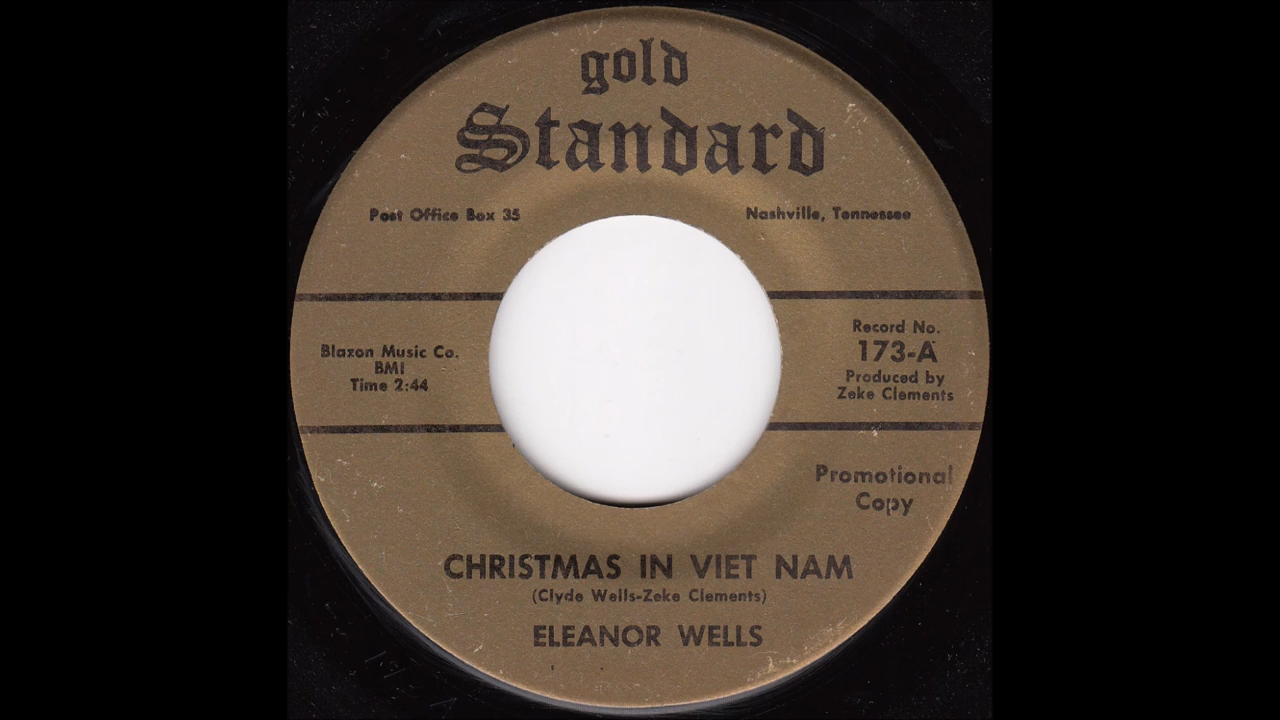 gold
Standard
Post Office Box 35
Nashville, Tennessee
Blazon Music Co.
BMI
Time 2:44
Record No.
173-A
Produced by
Zeke Clements
Promotional
Copy
CHRISTMAS IN VIET NAM
(Clyde Wells-Zeke Clements)
ELEANOR WELLS